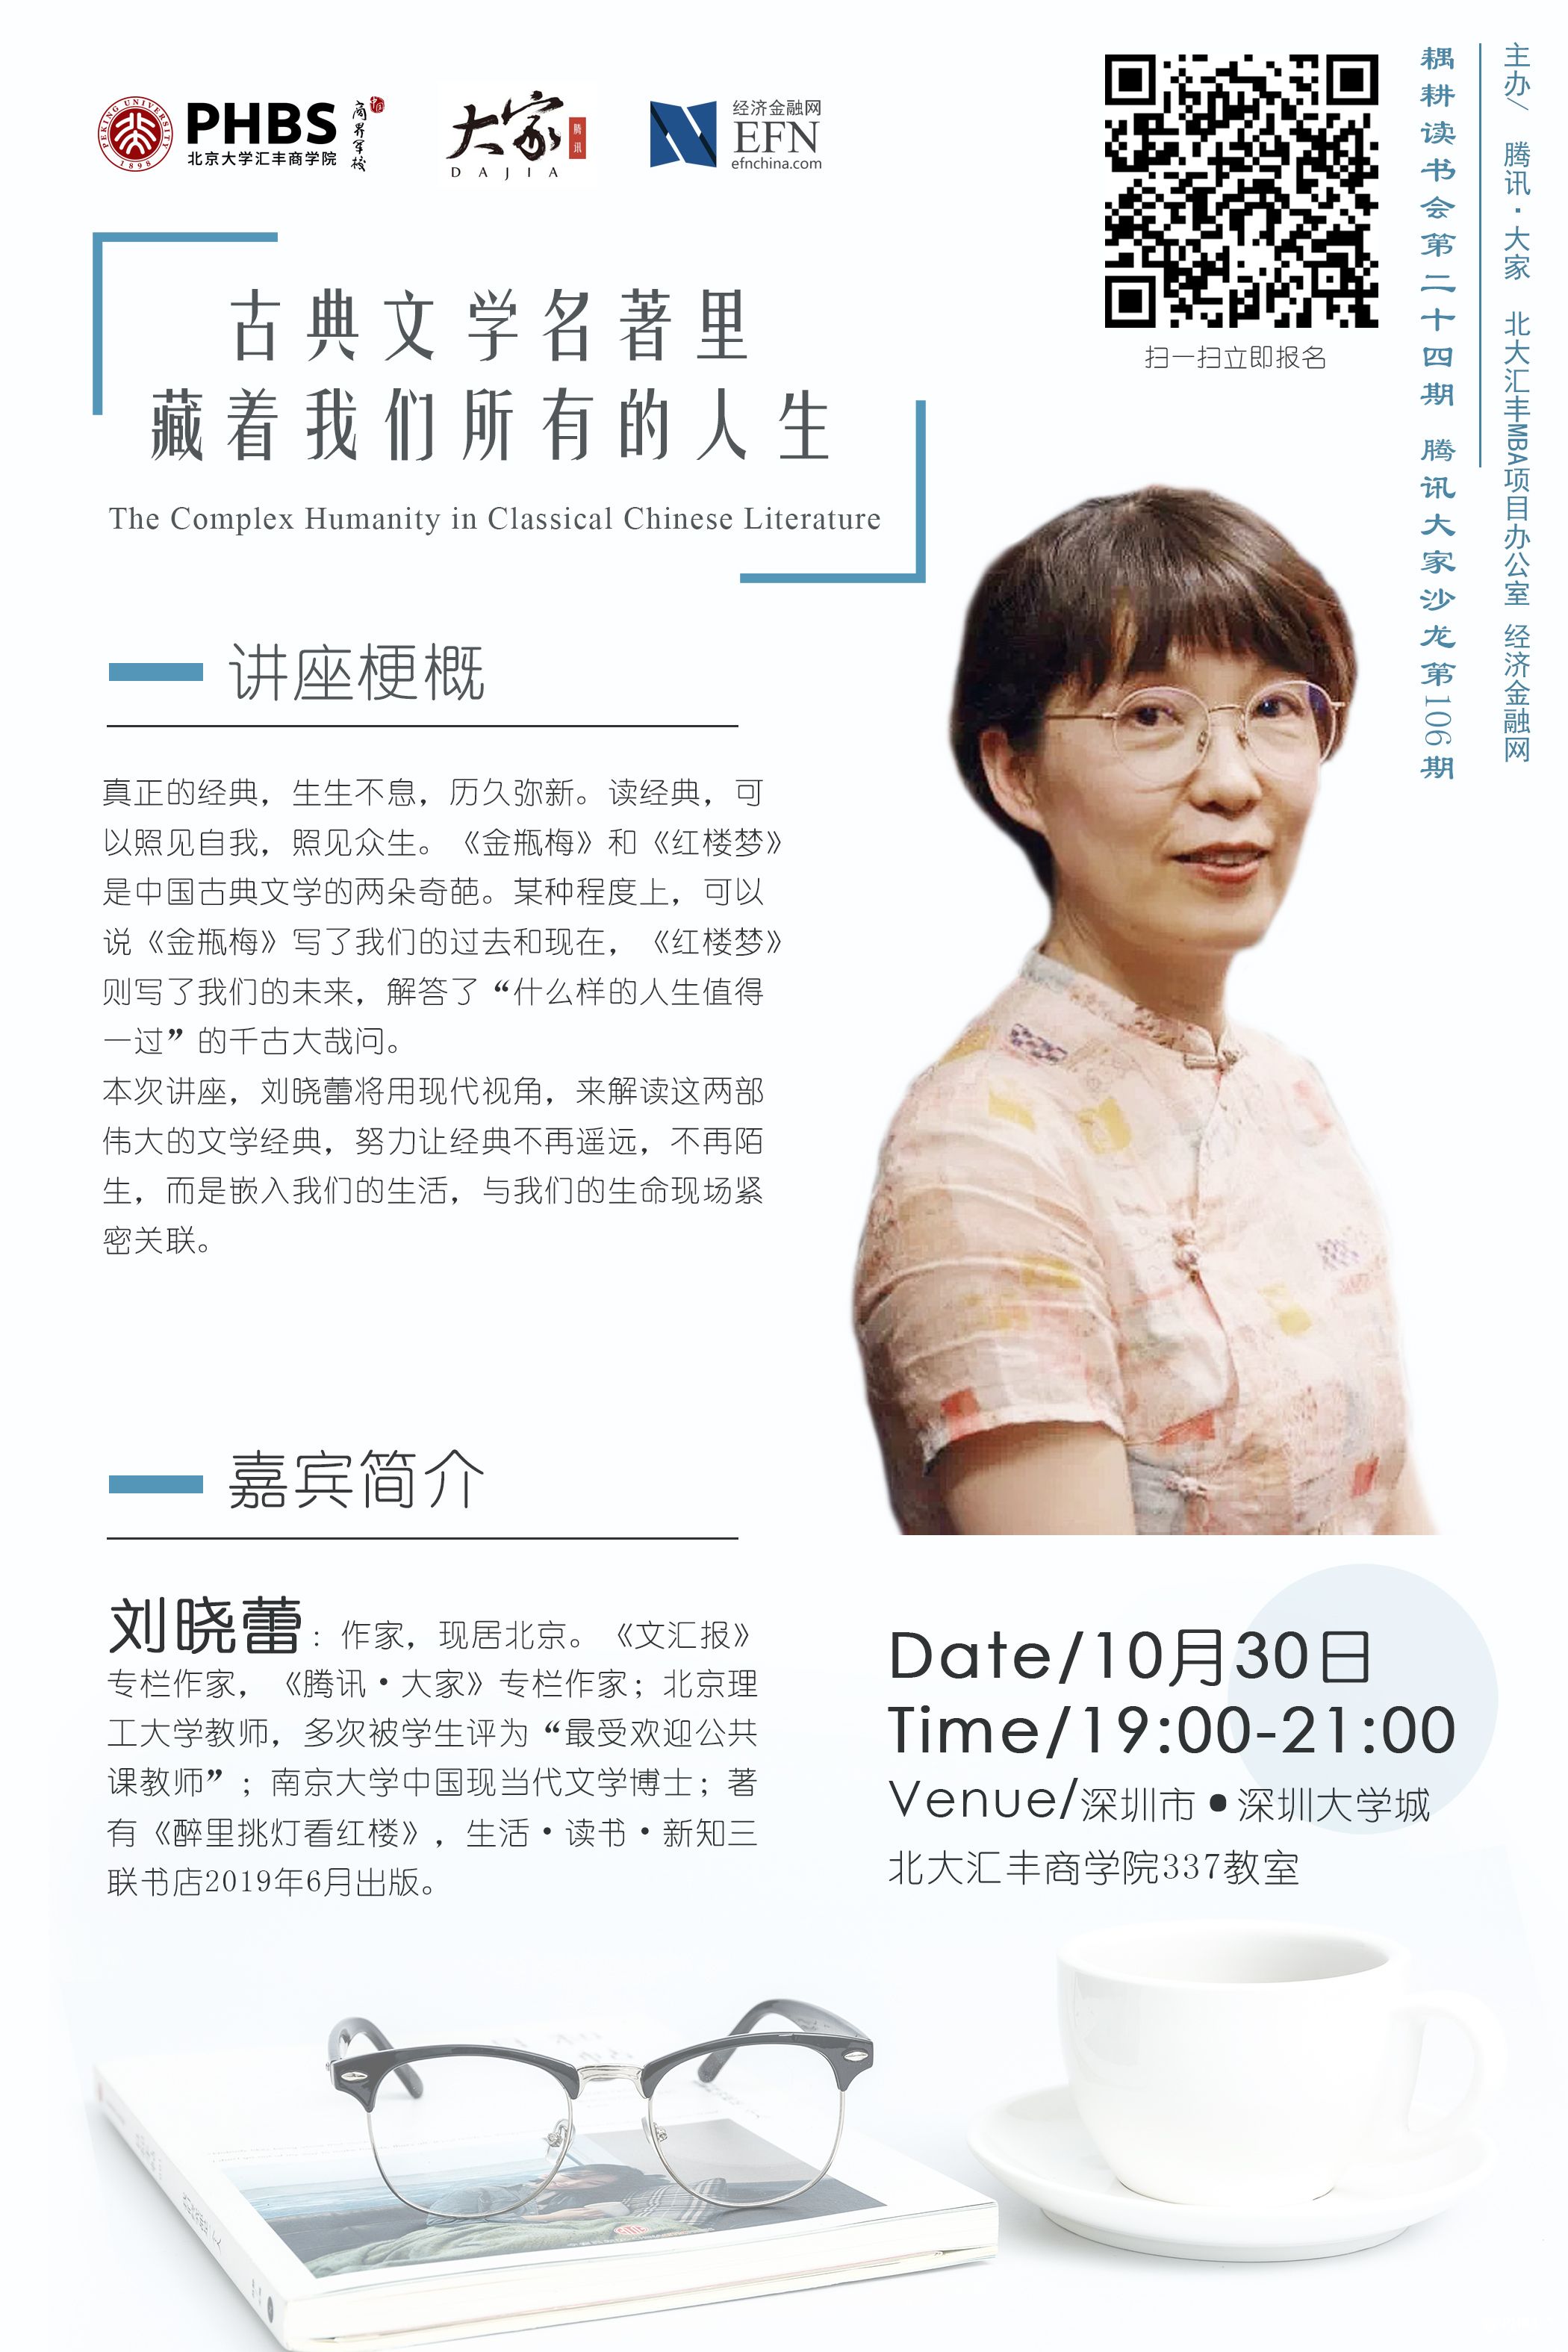 PEKING UNIVERSITY
1898
PHBS
北京大学汇丰商学院
商界军校
大家
腾讯
DAJIA
经济金融网
EFN
efnchina.com
扫一扫立即报名
主办/ 腾讯·大家 北大汇丰MBA项目办公室 经济金融网
耦耕读书会第二十四期 腾讯大家沙龙第106期
古典文学名著里
藏着我们所有的人生
The Complex Humanity in Classical Chinese Literature
讲座梗概
真正的经典，生生不息，历久弥新。读经典，可
以照见自我，照见众生。《金瓶梅》和《红楼梦》
是中国古典文学的两朵奇葩。某种程度上，可以
说《金瓶梅》写了我们的过去和现在，《红楼梦》
则写了我们的未来，解答了“什么样的人生值得
一过”的千古大哉问。
本次讲座，刘晓蕾将用现代视角，来解读这两部
伟大的文学经典，努力让经典不再遥远，不再陌
生，而是嵌入我们的生活，与我们的生命现场紧
密关联。
嘉宾简介
刘晓蕾：作家，现居北京。《文汇报》
专栏作家，《腾讯·大家》专栏作家；北京理
工大学教师，多次被学生评为“最受欢迎公共
课教师”；南京大学中国现当代文学博士；著
有《醉里挑灯看红楼》，生活·读书·新知三
联书店2019年6月出版。
Date/10月30日
Time/19:00-21:00
Venue/深圳市●深圳大学城
北大汇丰商学院337教室